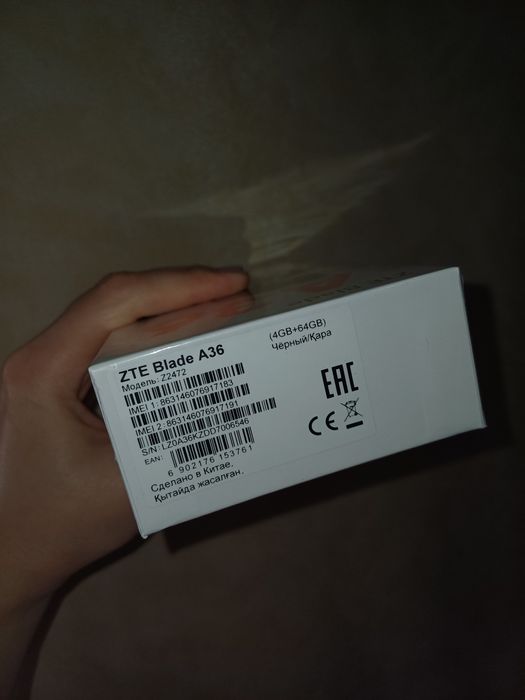 ZTE Blade A36
(4GB+64GB)
Чёрный/Қара
Модель: Z2472
IMEI 1: 863146076917183
IMEI 2: 863146076917191
S/N: LZ0A36KZDD7006546
EAN:
6 902176 153761
Сделано в Китае.
Қытайда жасалған.
EAC
CE